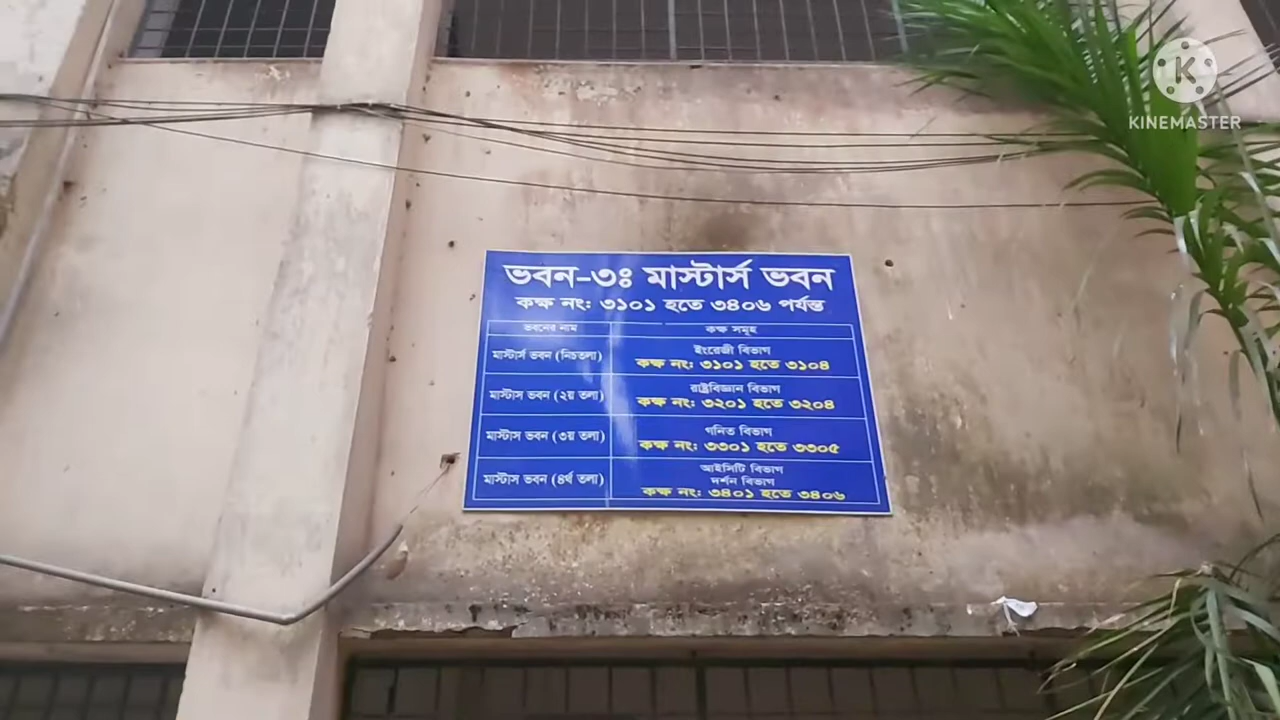 KINEMASTER
ভবন-৩ঃ মাস্টার্স ভবন
কক্ষ নং: ৩১০১ হতে ৩৪০৬ পর্যন্ত
ভবনের নাম
কক্ষ সমূহ
মাস্টার্স ভবন (নিচতলা)
ইংরেজী বিভাগ
কক্ষ নং: ৩১০১ হতে ৩১০৪
মাস্টাস ভবন (২য় তলা)
রাষ্ট্রবিজ্ঞান বিভাগ
কক্ষ নং: ৩২০১ হতে ৩২০৪
মাস্টাস ভবন (৩য় তলা)
গনিত বিভাগ
কক্ষ নং: ৩৩০১ হতে ৩৩০৫
মাস্টাস ভবন (৪র্থ তলা)
আইসিটি বিভাগ
দর্শন বিভাগ
কক্ষ নং: ৩৪০১ হতে ৩৪০৬